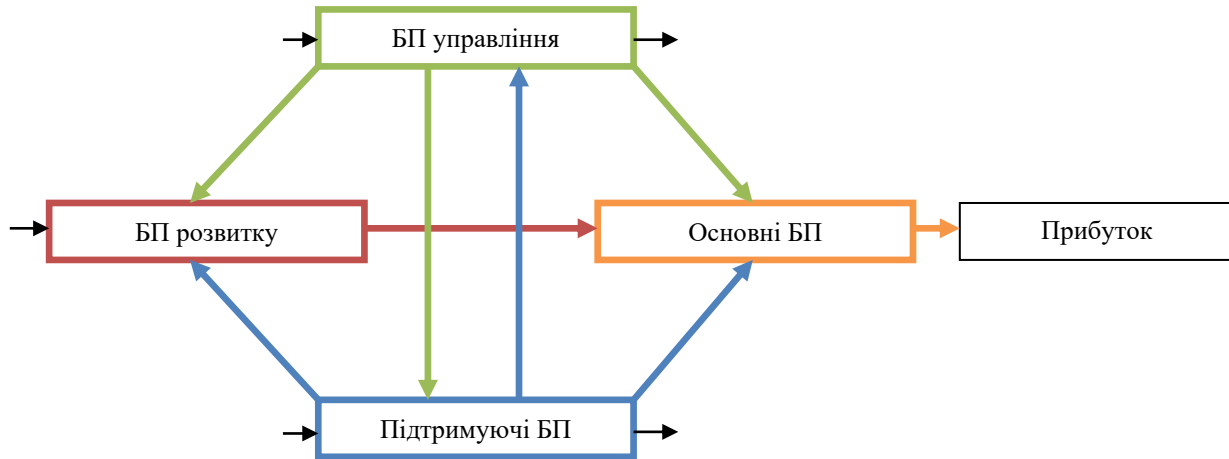 БП управління
БП розвитку
Основні БП
Прибуток
Підтримуючі БП